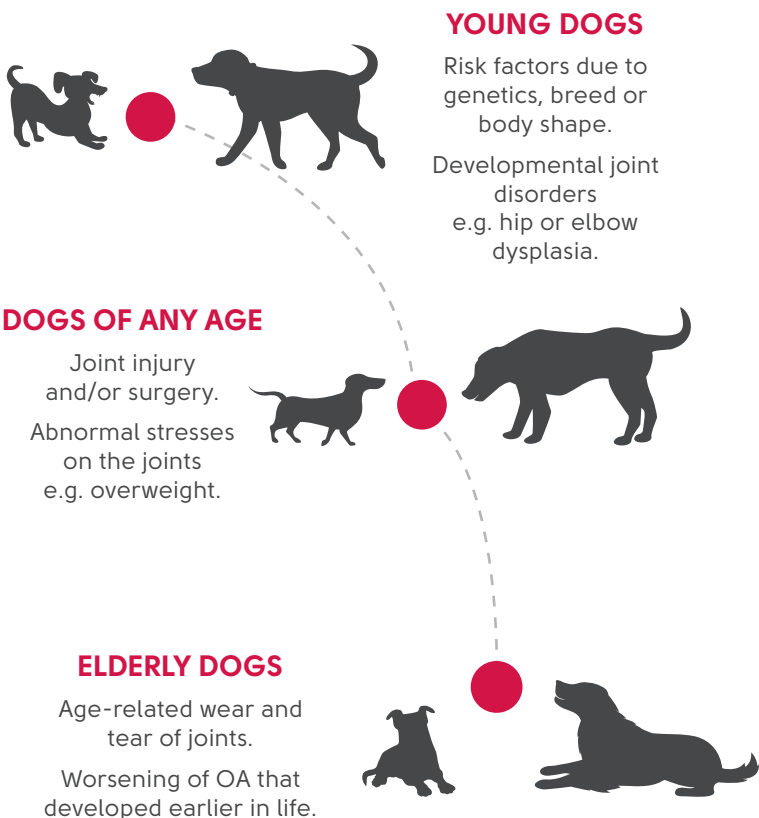 YOUNG DOGS
Risk factors due to
genetics, breed or
body shape.
Developmental joint
disorders
e.g. hip or elbow
dysplasia.
DOGS OF ANY AGE
Joint injury
and/or surgery.
Abnormal stresses
on the joints
e.g. overweight.
ELDERLY DOGS
Age-related wear and
tear of joints.
Worsening of OA that
developed earlier in life.